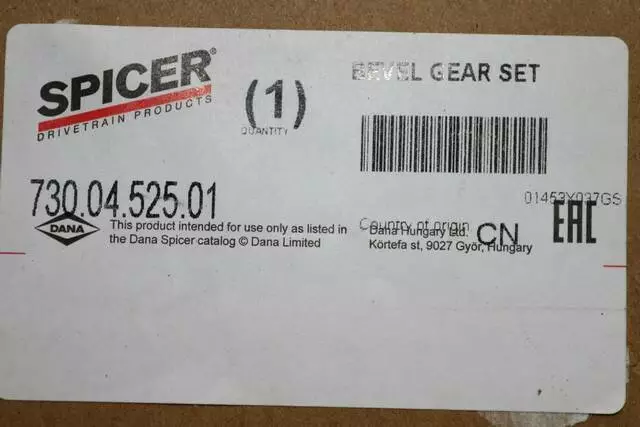 SPICER®
DRIVETRAIN PRODUCTS
(1)
QUANTITY
BEVEL GEAR SET
730.04.525.01
01453X037GS
DANA
This product intended for use only as listed in
the Dana Spicer catalog © Dana Limited
Country of origin CN
Dana Hungary Ltd.
Körtefa st, 9027 Györ, Hungary
EAC